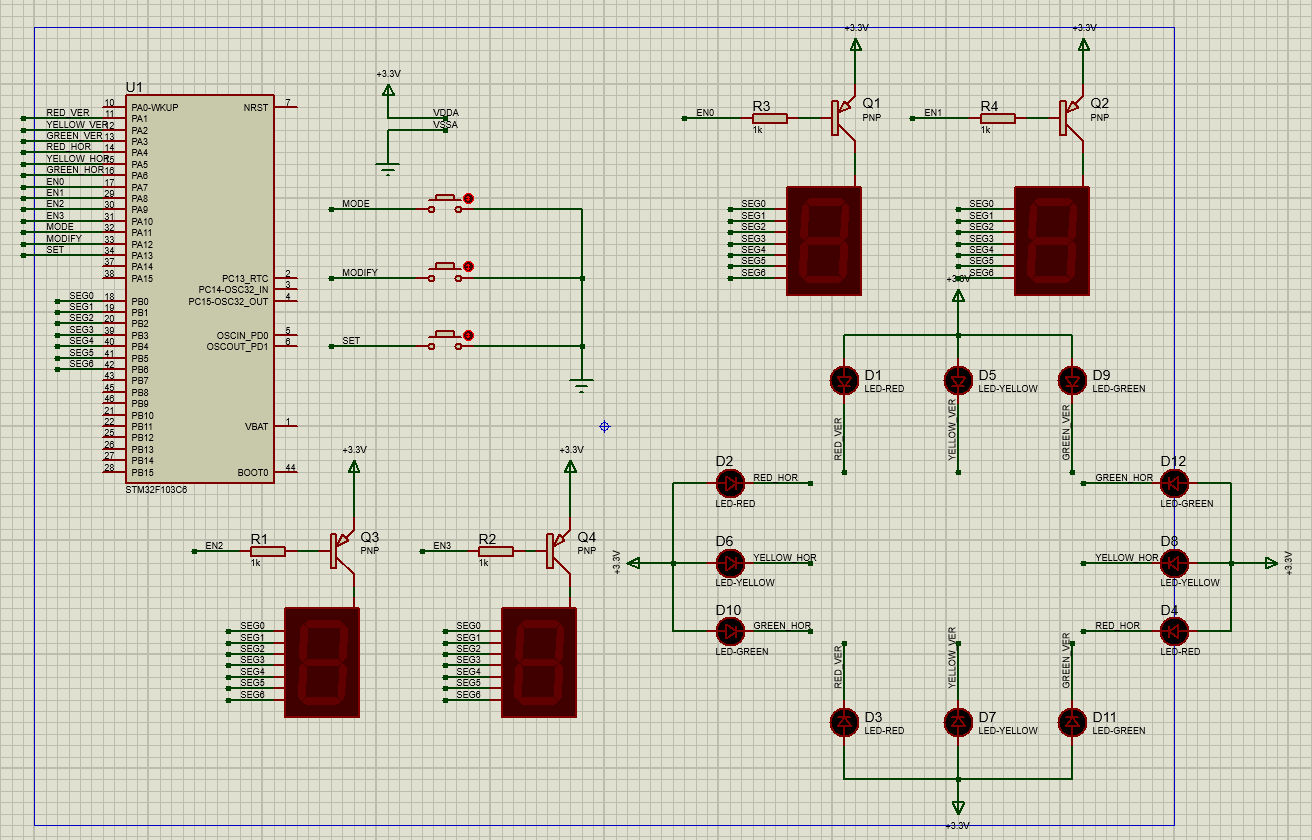 U1
10 PA0-WKUP
RED_VER 11 PA1
YELLOW_VER 12 PA2
GREEN_VER 13 PA3
RED_HOR 14 PA4
YELLOW_HOR 15 PA5
GREEN_HOR 16 PA6
EN0 17 PA7
EN1 29 PA8
EN2 30 PA9
EN3 31 PA10
MODE 32 PA11
MODIFY 33 PA12
SET 34 PA13
37 PA14
38 PA15
SEG0 18 PB0
SEG1 19 PB1
SEG2 20 PB2
SEG3 39 PB3
SEG4 40 PB4
SEG5 41 PB5
SEG6 42 PB6
43 PB7
45 PB8
46 PB9
21 PB10
22 PB11
25 PB12
26 PB13
27 PB14
28 PB15
NRST 7
PC13_RTC 2
PC14-OSC32_IN 3
PC15-OSC32_OUT 4
OSCIN_PD0 5
OSCOUT_PD1 6
VBAT 1
BOOT0 44
STM32F103C6
+3.3V
VDDA
VSSA
MODE
MODIFY
SET
+3.3V
EN0
R3
1k
Q1
PNP
SEG0
SEG1
SEG2
SEG3
SEG4
SEG5
SEG6
+3.3V
EN1
R4
1k
Q2
PNP
SEG0
SEG1
SEG2
SEG3
SEG4
SEG5
SEG6
+3.3V
D1
LED-RED
RED_VER
D5
LED-YELLOW
YELLOW_VER
D9
LED-GREEN
GREEN_VER
+3.3V
EN2
R1
1k
Q3
PNP
SEG0
SEG1
SEG2
SEG3
SEG4
SEG5
SEG6
+3.3V
EN3
R2
1k
Q4
PNP
SEG0
SEG1
SEG2
SEG3
SEG4
SEG5
SEG6
+3.3V
D2
RED_HOR
LED-RED
D6
YELLOW_HOR
LED-YELLOW
D10
GREEN_HOR
LED-GREEN
D12
GREEN_HOR
LED-GREEN
D8
YELLOW_HOR
LED-YELLOW
D4
RED_HOR
LED-RED
+3.3V
RED_VER
D3
LED-RED
YELLOW_VER
D7
LED-YELLOW
GREEN_VER
D11
LED-GREEN
+3.3V